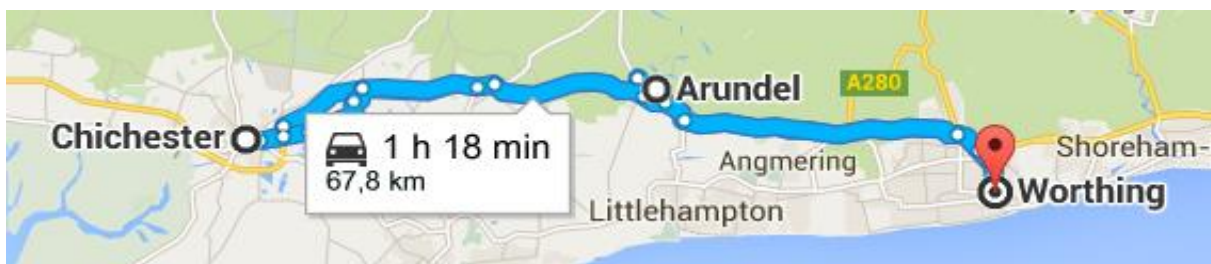 A280
Arundel
Chichester
1 h 18 min
67,8 km
Angmering
Shoreham-
Littlehampton
Worthing